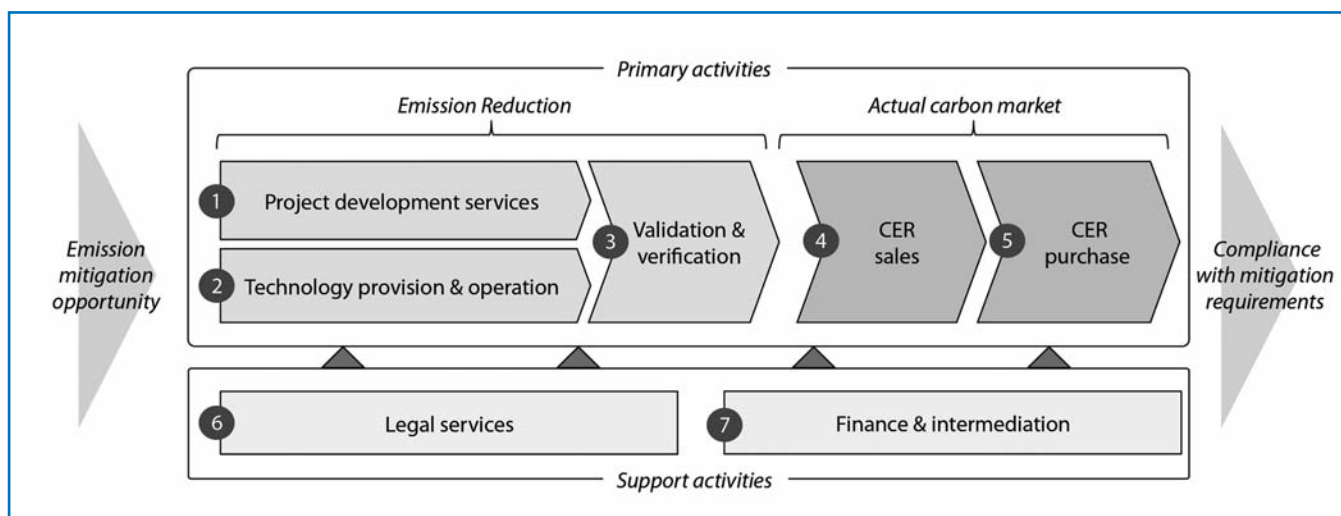 Primary activities
Emission Reduction
Actual carbon market
1
Project development services
2
Technology provision & operation
3
Validation &
verification
4
CER
sales
5
CER
purchase
Emission
mitigation
opportunity
Compliance
with mitigation
requirements
6
Legal services
7
Finance & intermediation
Support activities